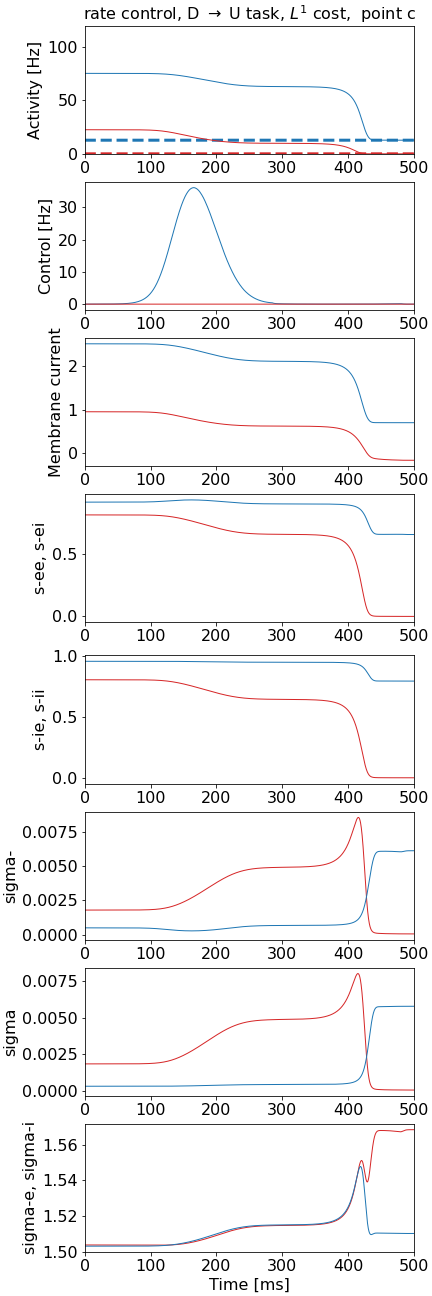 rate control, D → U task, L¹ cost, point c
Activity [Hz]
100
50
0
0 100 200 300 400 500
Control [Hz]
30
20
10
0
0 100 200 300 400 500
Membrane current
2
1
0
0 100 200 300 400 500
s-ee, s-ei
0.5
0.0
0 100 200 300 400 500
s-ie, s-ii
1.0
0.5
0.0
0 100 200 300 400 500
sigma-
0.0075
0.0050
0.0025
0.0000
0 100 200 300 400 500
sigma
0.0075
0.0050
0.0025
0.0000
0 100 200 300 400 500
sigma-e, sigma-i
1.56
1.54
1.52
1.50
0 100 200 300 400 500
Time [ms]